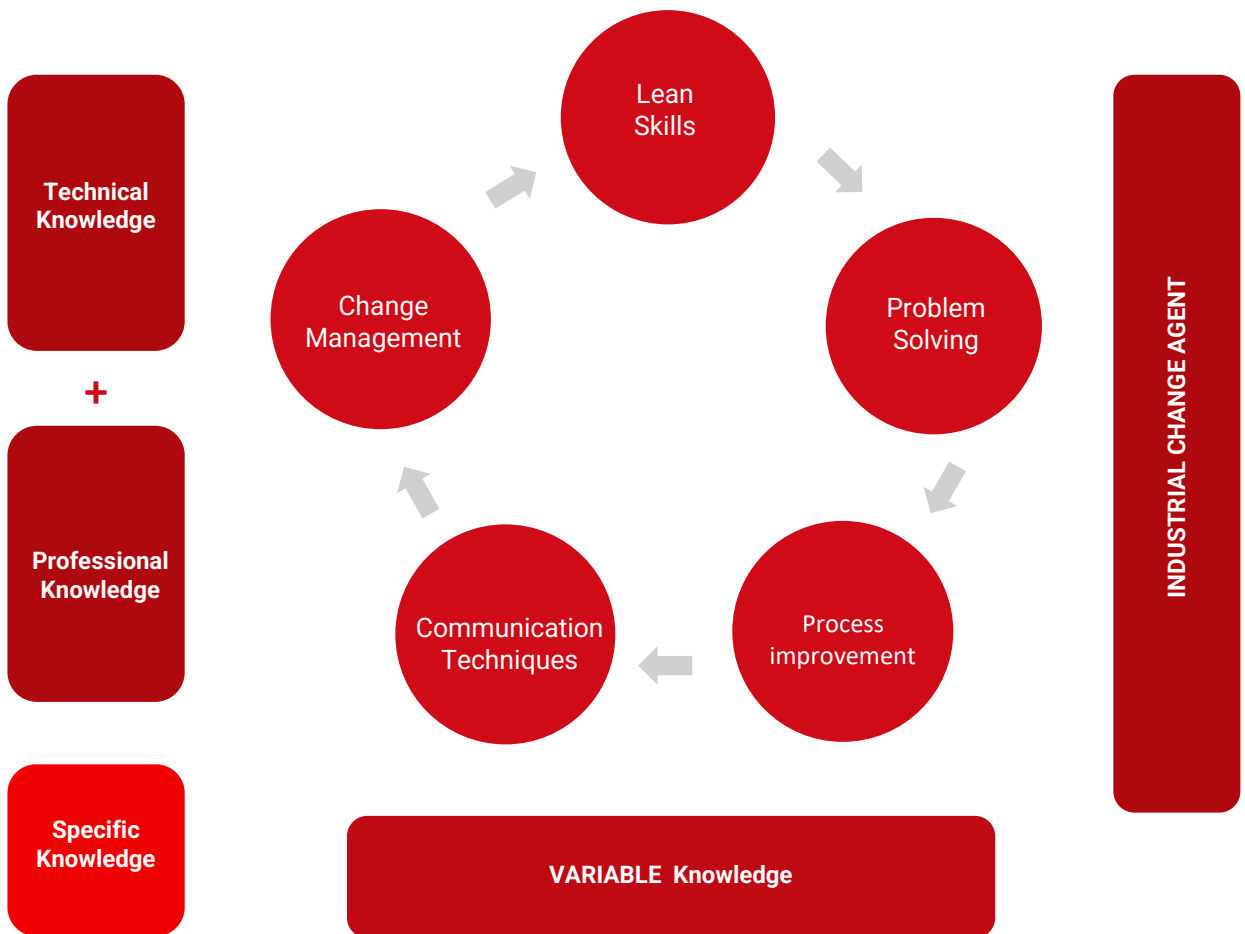 Technical
Knowledge
+
Professional
Knowledge
Specific
Knowledge
Lean
Skills
Problem
Solving
Process
improvement
Communication
Techniques
Change
Management
VARIABLE Knowledge
INDUSTRIAL CHANGE AGENT